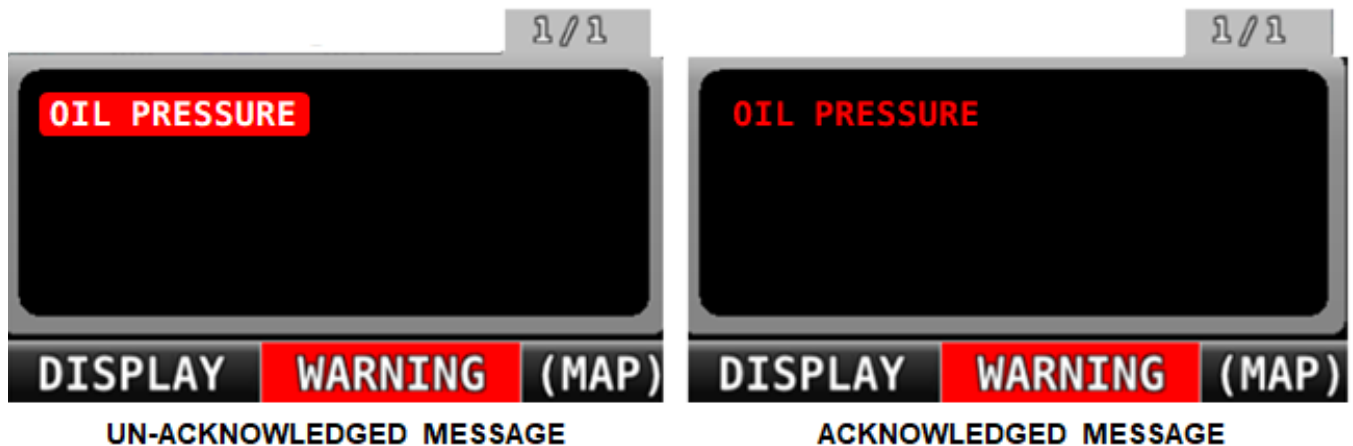 1/1
OIL PRESSURE
DISPLAY WARNING (MAP)
UN-ACKNOWLEDGED MESSAGE
1/1
OIL PRESSURE
DISPLAY WARNING (MAP)
ACKNOWLEDGED MESSAGE